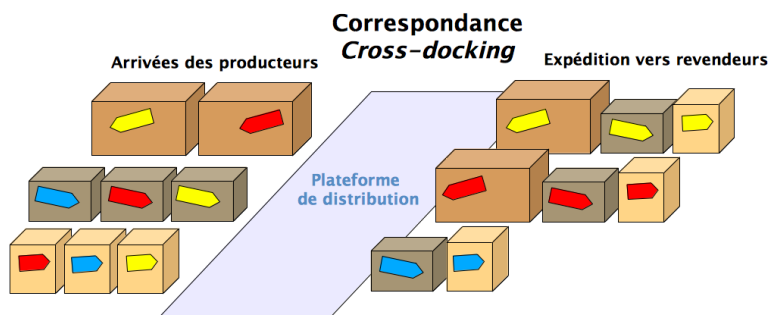 Correspondance
Cross-docking
Arrivées des producteurs
Expédition vers revendeurs
Plateforme
de distribution